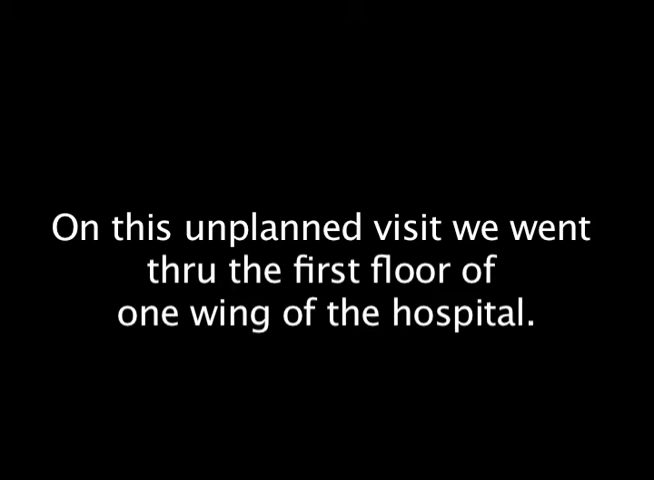 On this unplanned visit we went
thru the first floor of
one wing of the hospital.